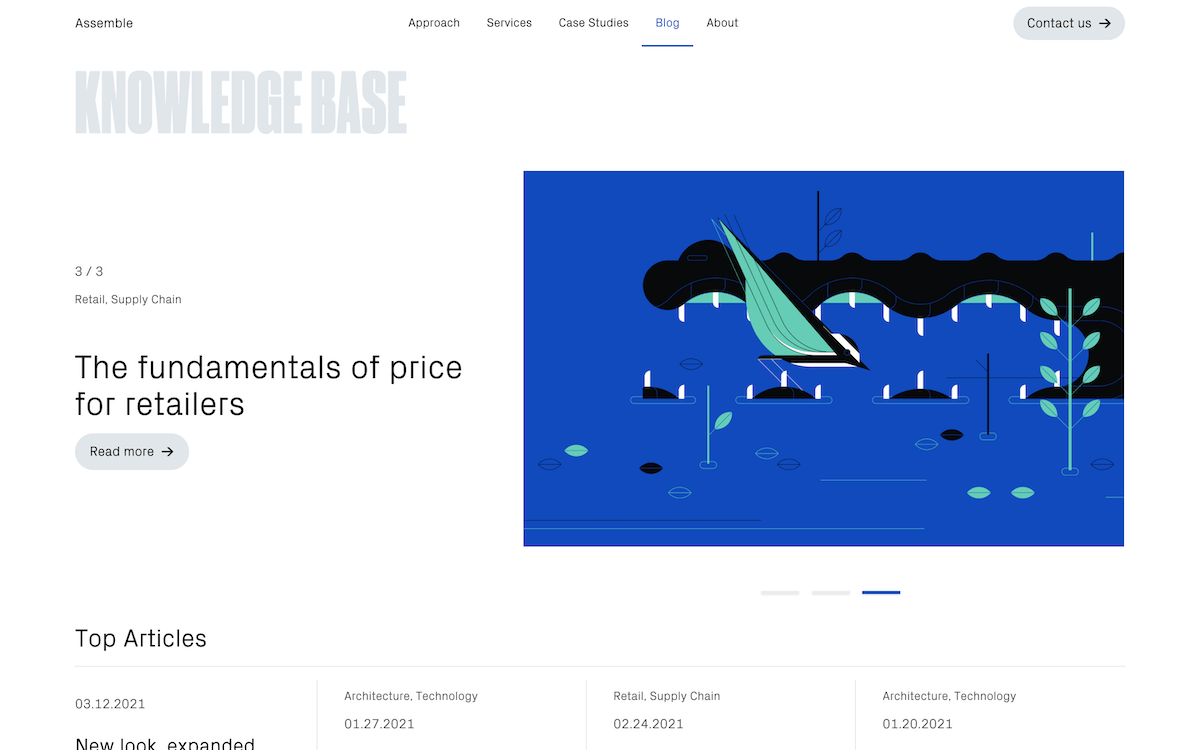 Assemble
Approach
Services
Case Studies
Blog
About
Contact us
KNOWLEDGE BASE
3 / 3
Retail, Supply Chain
The fundamentals of price
for retailers
Read more
Top Articles
03.12.2021
New look, expanded
Architecture, Technology
01.27.2021
Retail, Supply Chain
02.24.2021
Architecture, Technology
01.20.2021